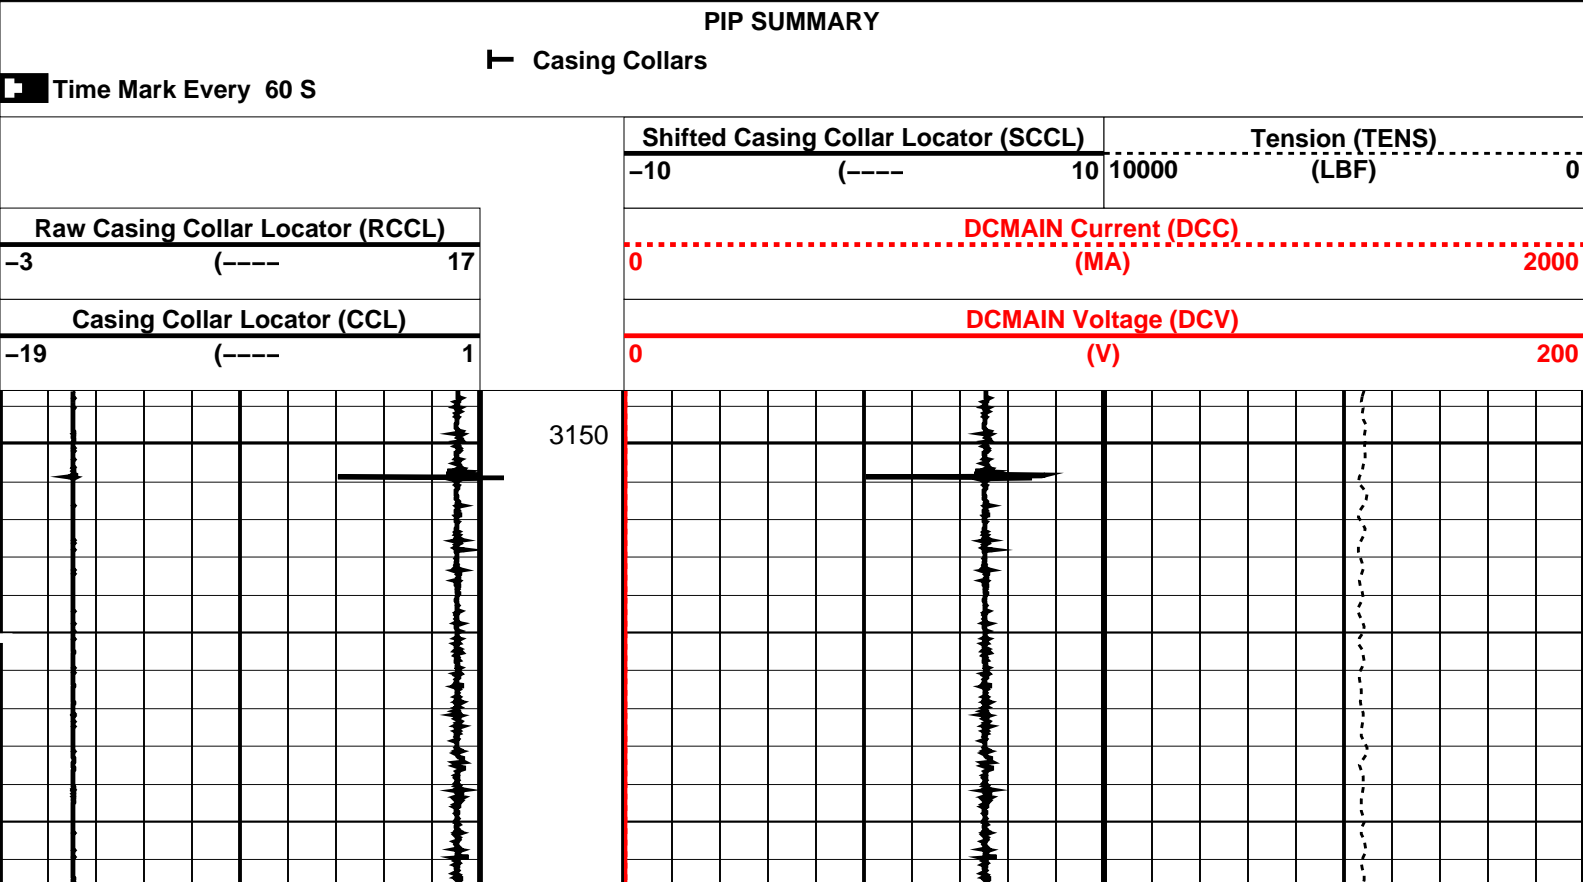 PIP SUMMARY
Casing Collars
Time Mark Every 60 S
Shifted Casing Collar Locator (SCCL)
−10 (−−−− 10
Tension (TENS)
10000 (LBF) 0
Raw Casing Collar Locator (RCCL)
−3 (−−−− 17
DCMAIN Current (DCC)
0 (MA) 2000
Casing Collar Locator (CCL)
−19 (−−−− 1
DCMAIN Voltage (DCV)
0 (V) 200
3150